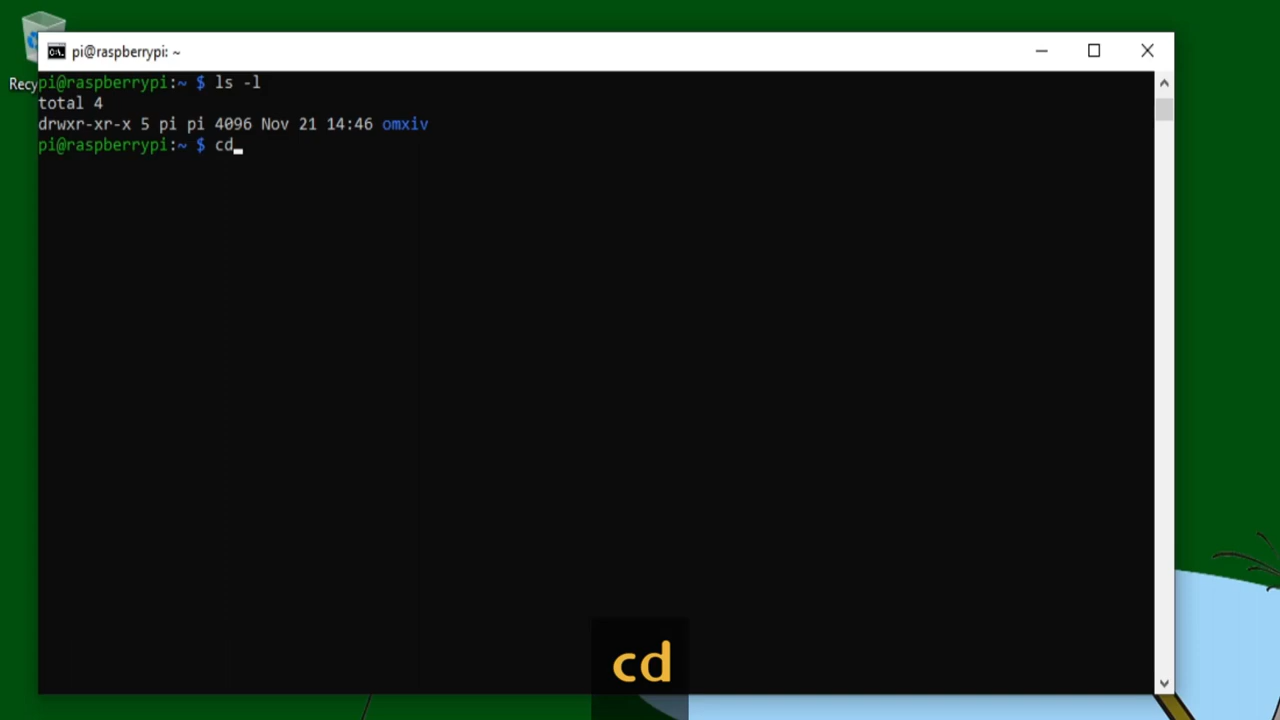 pi@raspberrypi: ~
Recy
pi@raspberrypi:~ $ ls -l
total 4
drwxr-xr-x 5 pi pi 4096 Nov 21 14:46 omxiv
pi@raspberrypi:~ $ cd
cd